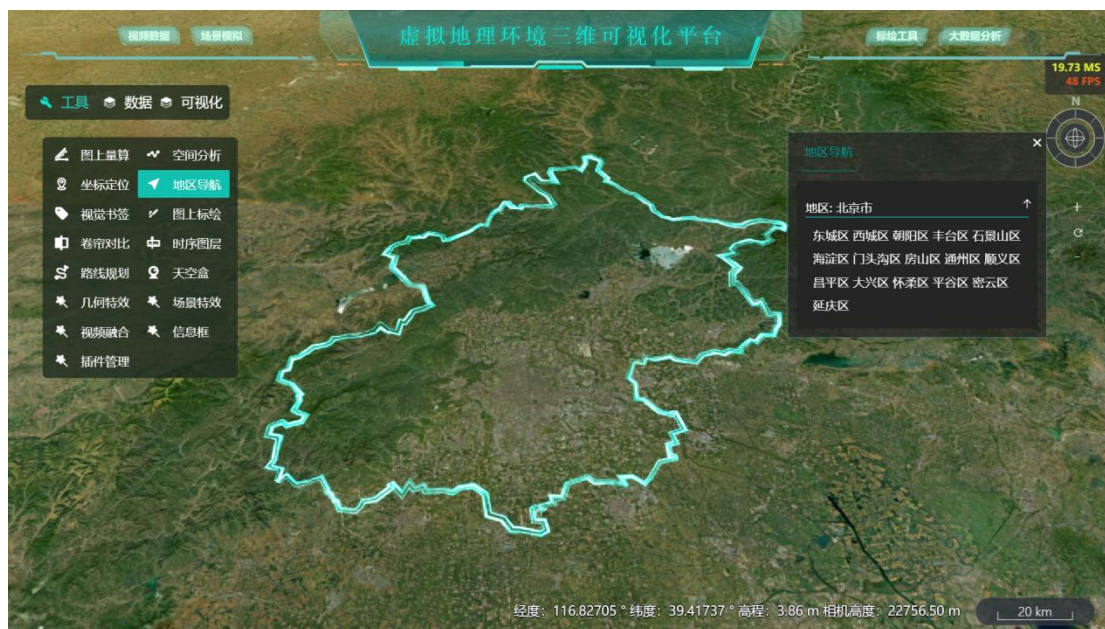 视频数据 场景模拟 虚拟地理环境三维可视化平台 标绘工具 大数据分析
19.73 MS
48 FPS
N
工具 数据 可视化
图上量算 空间分析
坐标定位 地区导航
视觉书签 图上标绘
卷帘对比 时序图层
路线规划 天空盒
几何特效 场景特效
视频融合 信息框
插件管理
地区导航 ×
地区: 北京市
东城区 西城区 朝阳区 丰台区 石景山区
海淀区 门头沟区 房山区 通州区 顺义区
昌平区 大兴区 怀柔区 平谷区 密云区
延庆区
经度：116.82705 ° 纬度：39.41737 ° 高程：3.86 m 相机高度：22756.50 m 20 km